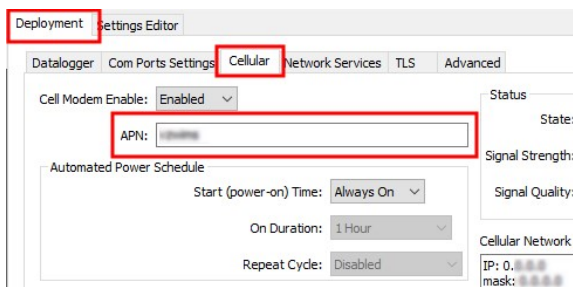 Deployment Settings Editor
Datalogger Com Ports Settings Cellular Network Services TLS Advanced
Cell Modem Enable: Enabled
Status
State:
APN:
Signal Strength:
Automated Power Schedule
Start (power-on) Time: Always On
Signal Quality:
On Duration: 1 Hour
Cellular Network
Repeat Cycle: Disabled
IP: 0.
mask: